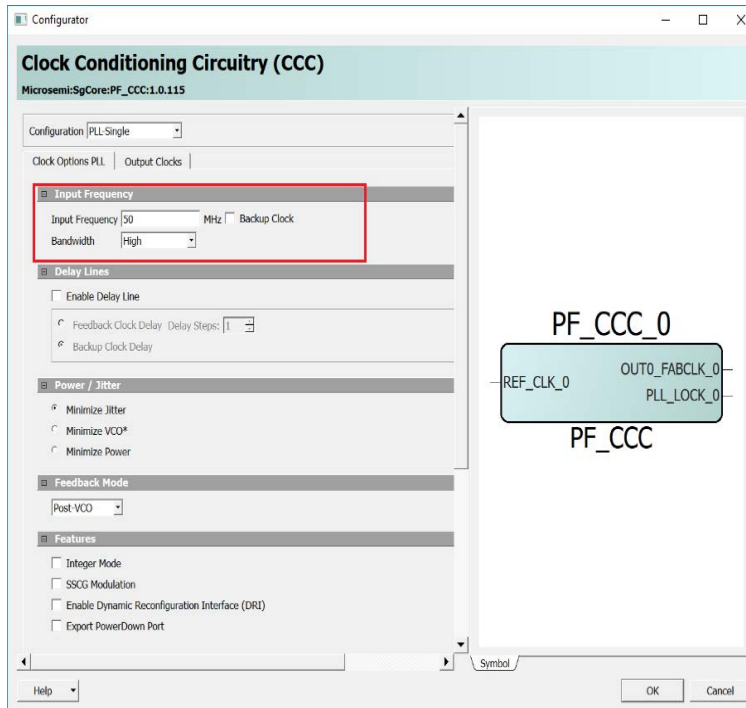 Configurator
Clock Conditioning Circuitry (CCC)
Microsemi:SgCore:PF_CCC:1.0.115
Configuration PLL-Single
Clock Options PLL Output Clocks
Input Frequency
Input Frequency 50 MHz Backup Clock
Bandwidth High
Delay Lines
Enable Delay Line
Feedback Clock Delay Delay Steps: 1
Backup Clock Delay
Power / Jitter
Minimize Jitter
Minimize VCO*
Minimize Power
Feedback Mode
Post-VCO
Features
Integer Mode
SSCG Modulation
Enable Dynamic Reconfiguration Interface (DRI)
Export PowerDown Port
PF_CCC_0
REF_CLK_0
OUT0_FABCLK_0
PLL_LOCK_0
PF_CCC
Symbol
Help OK Cancel